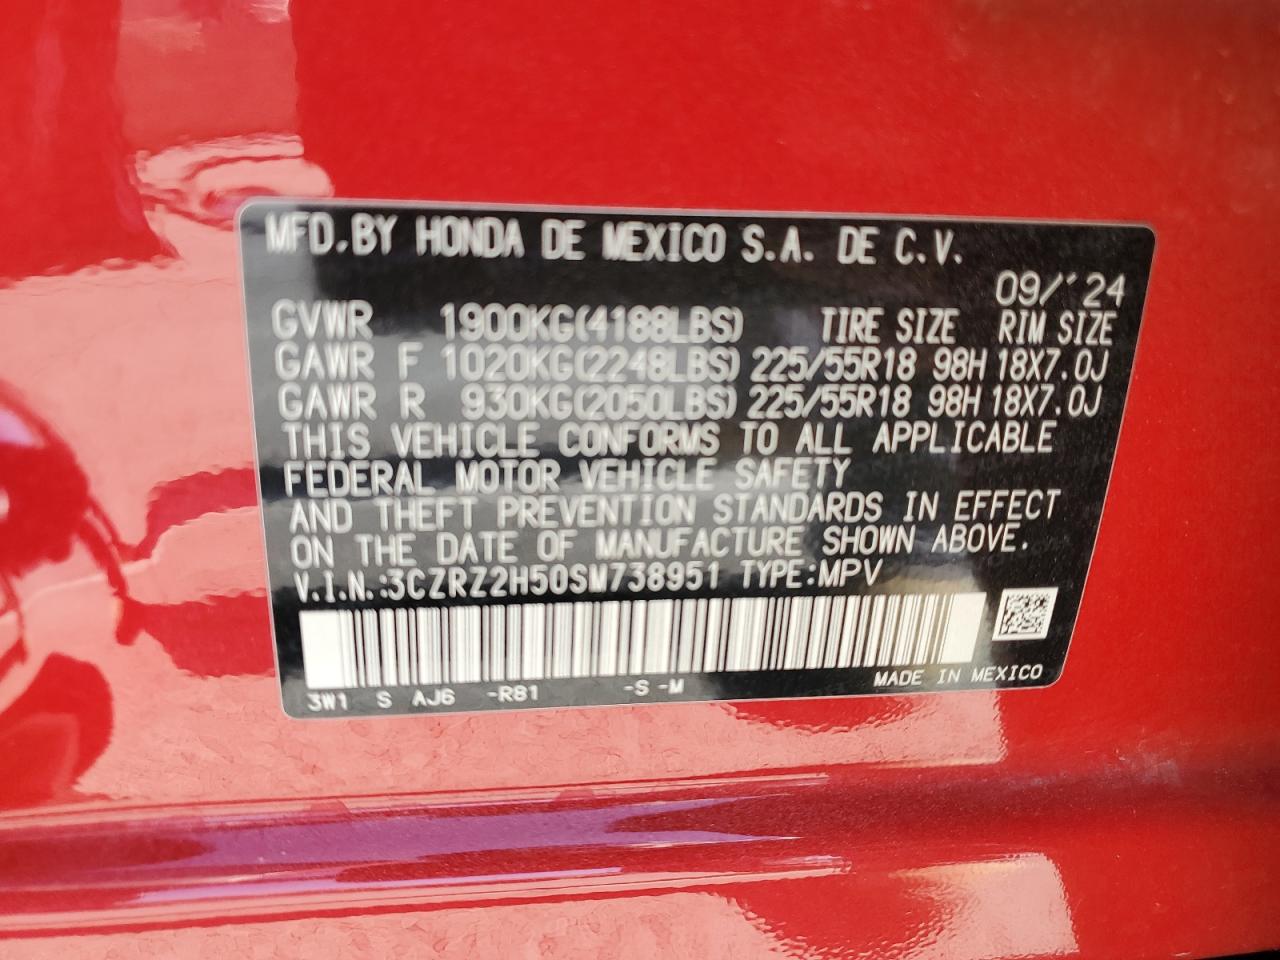 MFD.BY HONDA DE MEXICO S.A. DE C.V.
09/'24
GVWR 1900KG(4188LBS) TIRE SIZE RIM SIZE
GAWR F 1020KG(2248LBS) 225/55R18 98H 18X7.0J
GAWR R 930KG(2050LBS) 225/55R18 98H 18X7.0J
THIS VEHICLE CONFORMS TO ALL APPLICABLE
FEDERAL MOTOR VEHICLE SAFETY
AND THEFT PREVENTION STANDARDS IN EFFECT
ON THE DATE OF MANUFACTURE SHOWN ABOVE.
V.I.N.:3CZRZ2H50SM738951 TYPE:MPV
MADE IN MEXICO
3W1 S AJ6 -R81 -S -M